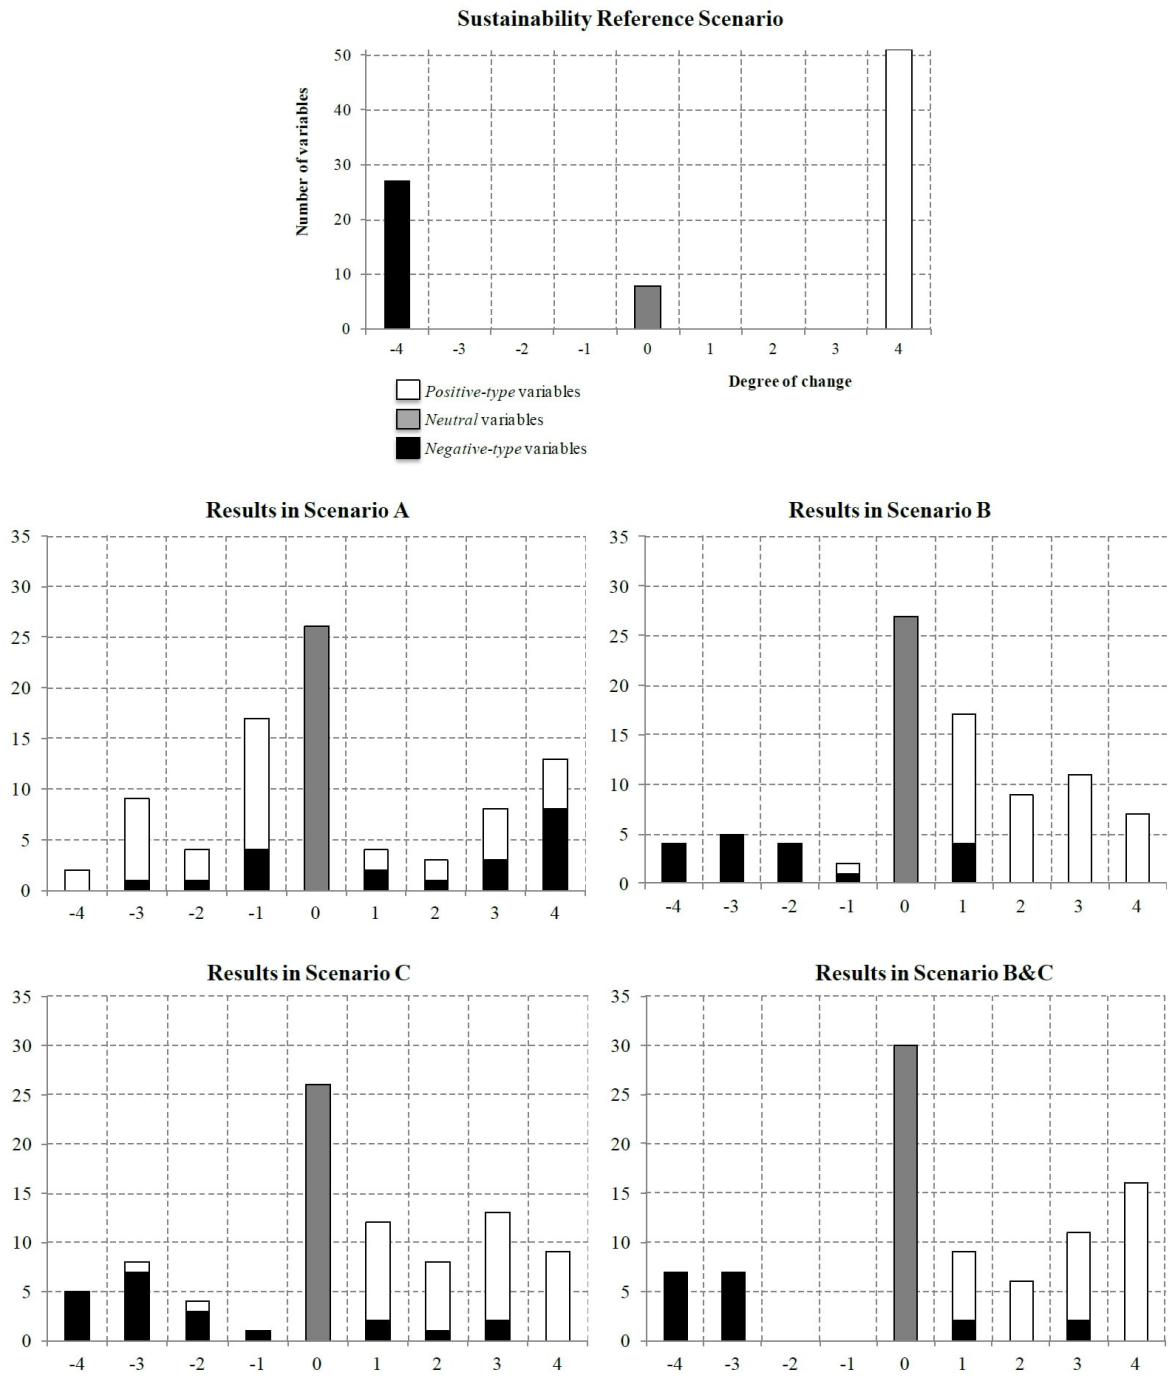 Sustainability Reference Scenario
Number of variables
50
40
30
20
10
0
-4 -3 -2 -1 0 1 2 3 4
Degree of change
Positive-type variables
Neutral variables
Negative-type variables
Results in Scenario A
35
30
25
20
15
10
5
0
-4 -3 -2 -1 0 1 2 3 4
Results in Scenario B
35
30
25
20
15
10
5
0
-4 -3 -2 -1 0 1 2 3 4
Results in Scenario C
35
30
25
20
15
10
5
0
-4 -3 -2 -1 0 1 2 3 4
Results in Scenario B&C
35
30
25
20
15
10
5
0
-4 -3 -2 -1 0 1 2 3 4